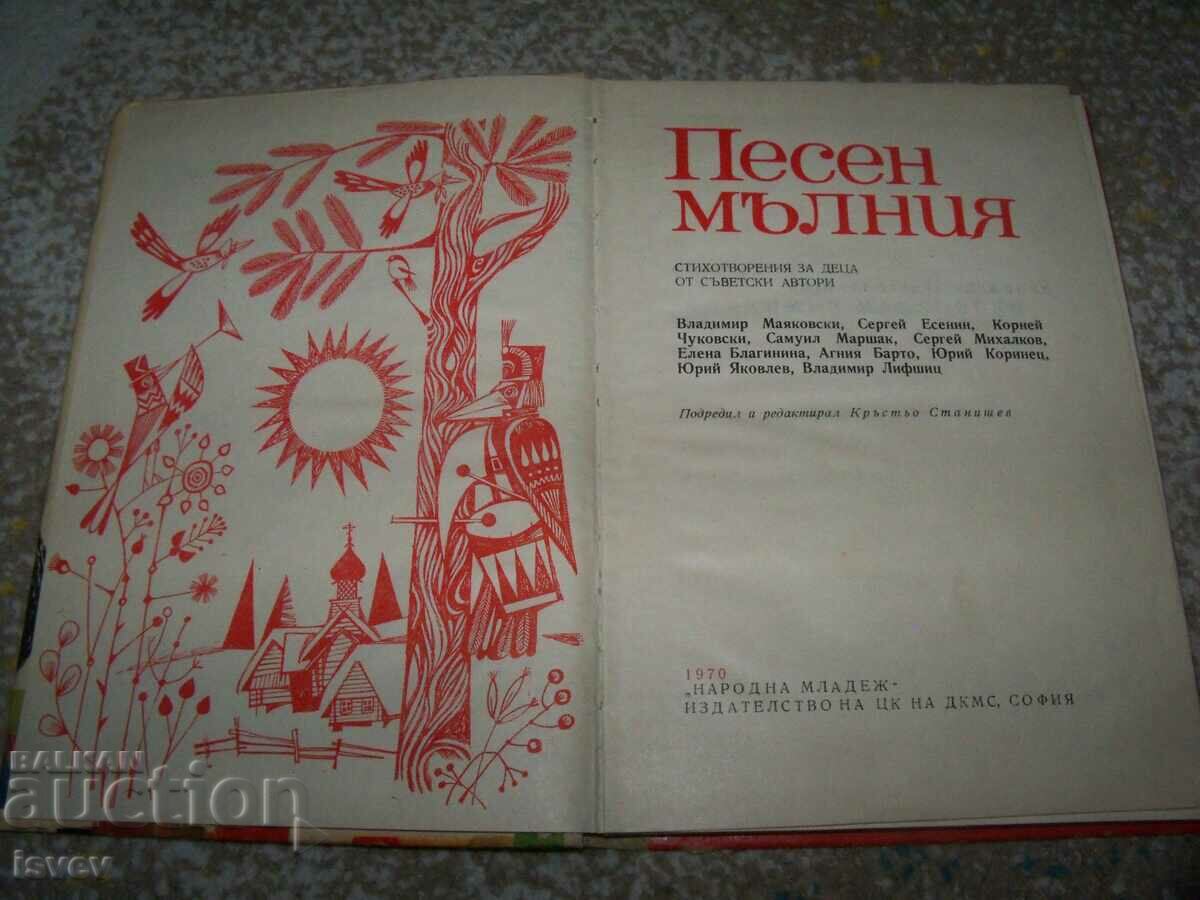 Песен
мълния
СТИХОТВОРЕНИЯ ЗА ДЕЦА
ОТ СЪВЕТСКИ АВТОРИ
Владимир Маяковски, Сергей Есенин, Корней
Чуковски, Самуил Маршак, Сергей Михалков,
Елена Благинина, Агния Барто, Юрий Коринец,
Юрий Яковлев, Владимир Лифшиц
Подредил и редактирал Кръстьо Станишев
1970
„НАРОДНА МЛАДЕЖ“
ИЗДАТЕЛСТВО НА ЦК НА ДКМС, СОФИЯ
BALKAN
auction
isvev